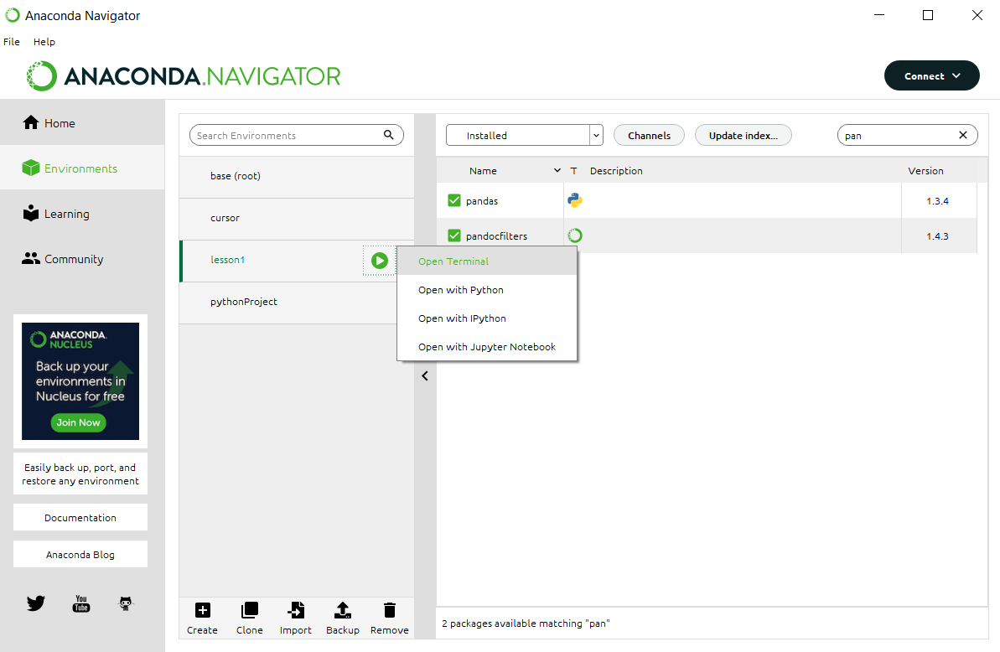 Anaconda Navigator
File Help
ANACONDA.NAVIGATOR
Connect
Home
Environments
Learning
Community
ANACONDA.
NUCLEUS
Back up your
environments in
Nucleus for free
Join Now
Easily back up, port, and
restore any environment
Documentation
Anaconda Blog
You
Tube
Search Environments
base (root)
cursor
lesson1
pythonProject
Open Terminal
Open with Python
Open with IPython
Open with Jupyter Notebook
Create Clone Import Backup Remove
Installed Channels Update index... pan
Name T Description Version
pandas 1.3.4
pandocfilters 1.4.3
2 packages available matching "pan"